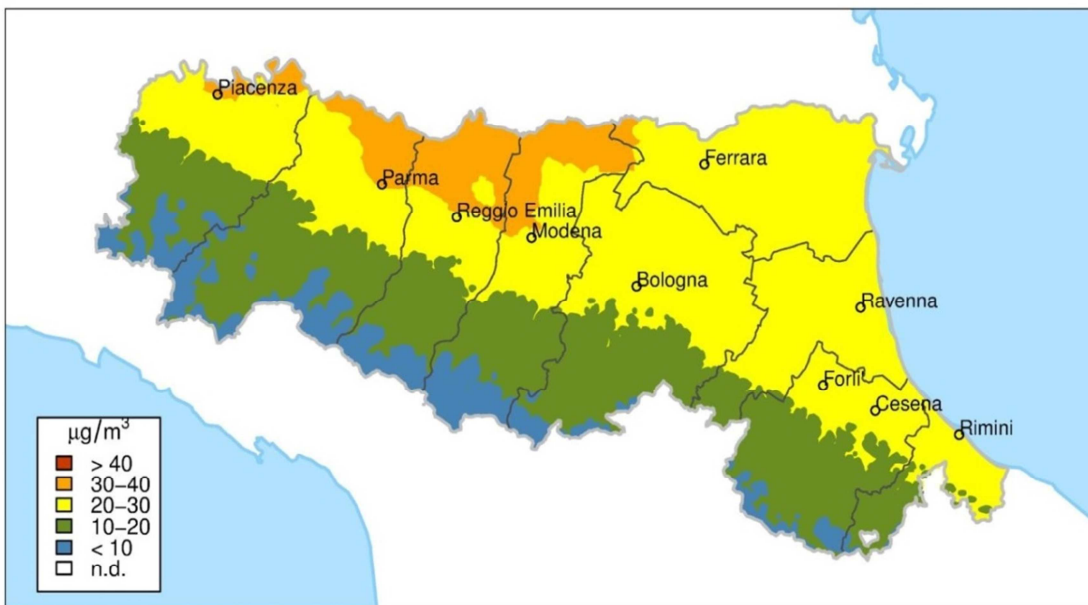 Piacenza
Ferrara
Parma
Reggio Emilia
Modena
Bologna
Ravenna
Forlì
Cesena
Rimini
µg/m³
> 40
30–40
20–30
10–20
< 10
n.d.